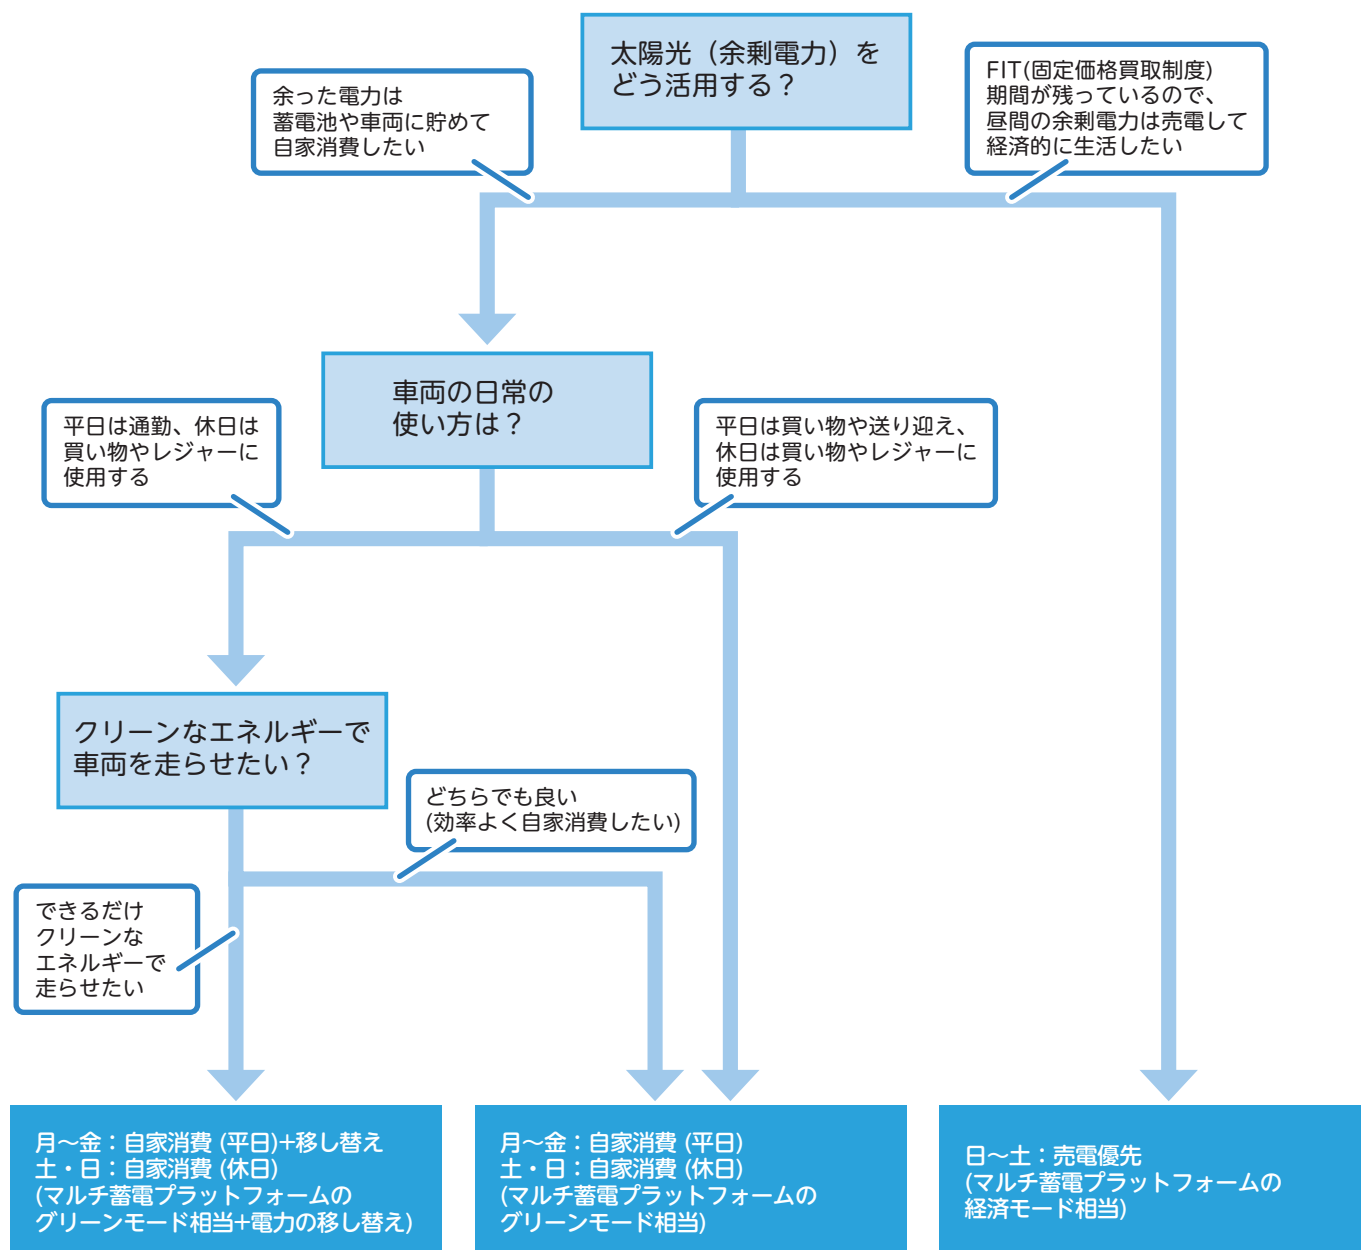 太陽光（余剰電力）を
どう活用する？
余った電力は
蓄電池や車両に貯めて
自家消費したい
FIT(固定価格買取制度)
期間が残っているので、
昼間の余剰電力は売電して
経済的に生活したい
車両の日常の
使い方は？
平日は通勤、休日は
買い物やレジャーに
使用する
平日は買い物や送り迎え、
休日は買い物やレジャーに
使用する
クリーンなエネルギーで
車両を走らせたい？
どちらでも良い
(効率よく自家消費したい)
できるだけ
クリーンな
エネルギーで
走らせたい
月～金：自家消費 (平日)+移し替え
土・日：自家消費 (休日)
(マルチ蓄電プラットフォームの
グリーンモード相当+電力の移し替え)
月～金：自家消費 (平日)
土・日：自家消費 (休日)
(マルチ蓄電プラットフォームの
グリーンモード相当)
日～土：売電優先
(マルチ蓄電プラットフォームの
経済モード相当)